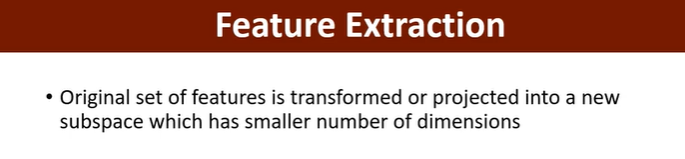 Feature Extraction
• Original set of features is transformed or projected into a new
subspace which has smaller number of dimensions